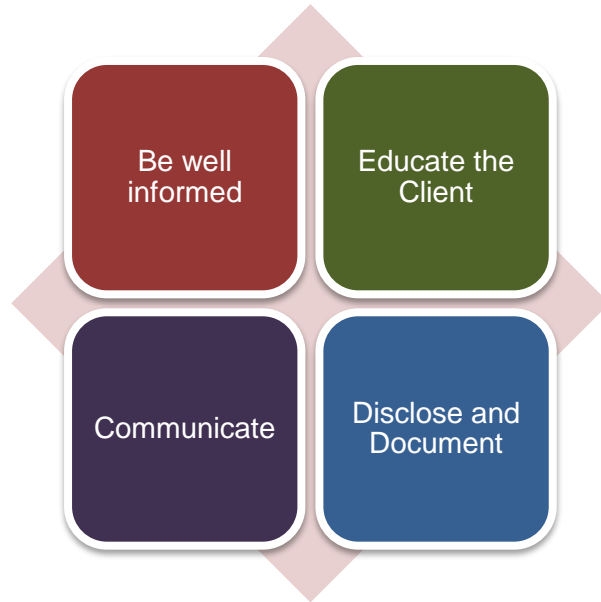 Be well
informed
Educate the
Client
Communicate
Disclose and
Document